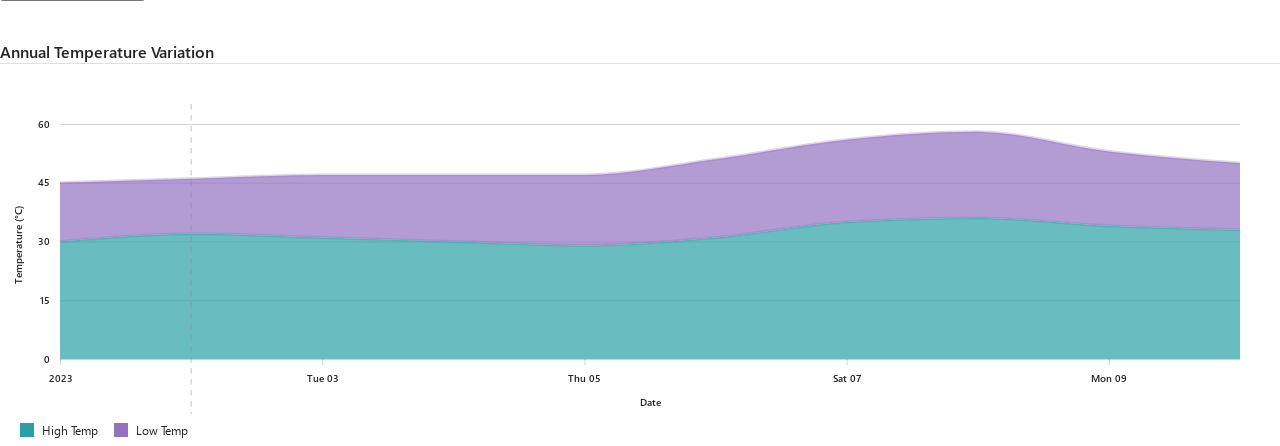 Annual Temperature Variation
60
45
30
15
0
Temperature (°C)
2023 Tue 03 Thu 05 Sat 07 Mon 09
Date
High Temp Low Temp